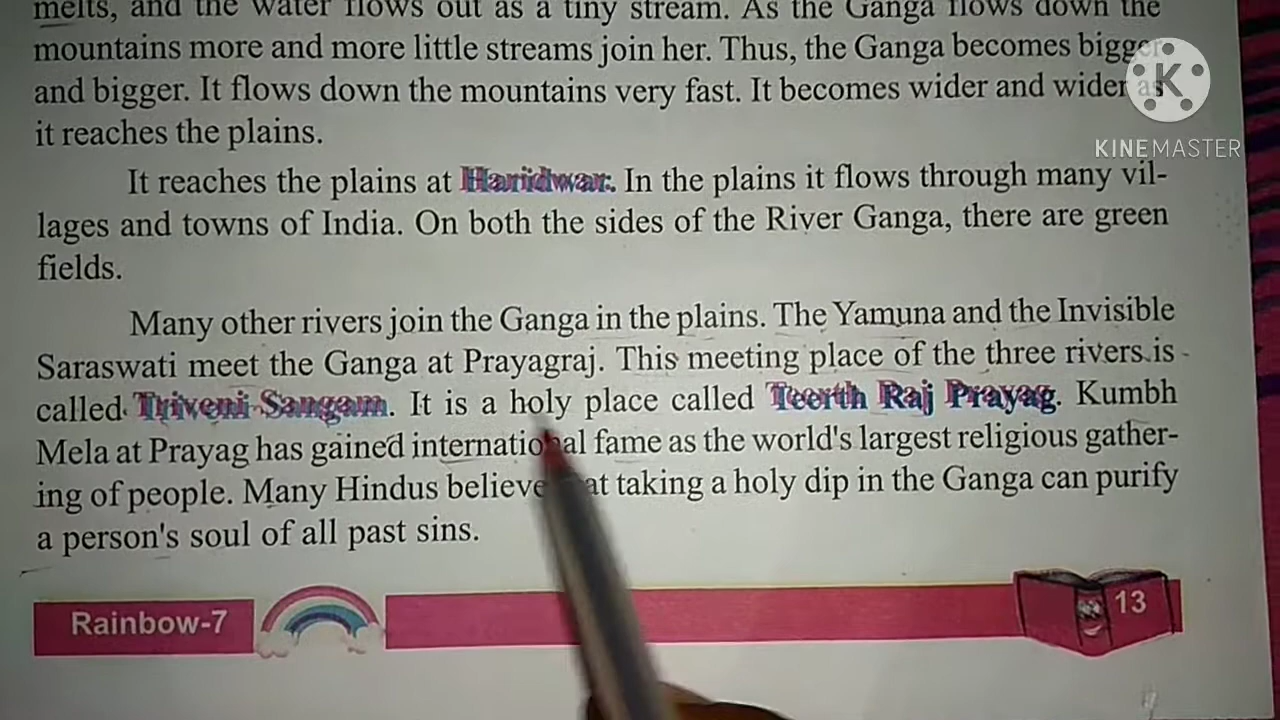 melts, and the water flows out as a tiny stream. As the Ganga flows down the
mountains more and more little streams join her. Thus, the Ganga becomes bigger
and bigger. It flows down the mountains very fast. It becomes wider and wider as
it reaches the plains.
It reaches the plains at Haridwar. In the plains it flows through many vil-
lages and towns of India. On both the sides of the River Ganga, there are green
fields.
Many other rivers join the Ganga in the plains. The Yamuna and the Invisible
Saraswati meet the Ganga at Prayagraj. This meeting place of the three rivers is
called Triveni Sangam. It is a holy place called Teerth Raj Prayag. Kumbh
Mela at Prayag has gained international fame as the world's largest religious gather-
ing of people. Many Hindus believe at taking a holy dip in the Ganga can purify
a person's soul of all past sins.
Rainbow-7
13
K
KINEMASTER